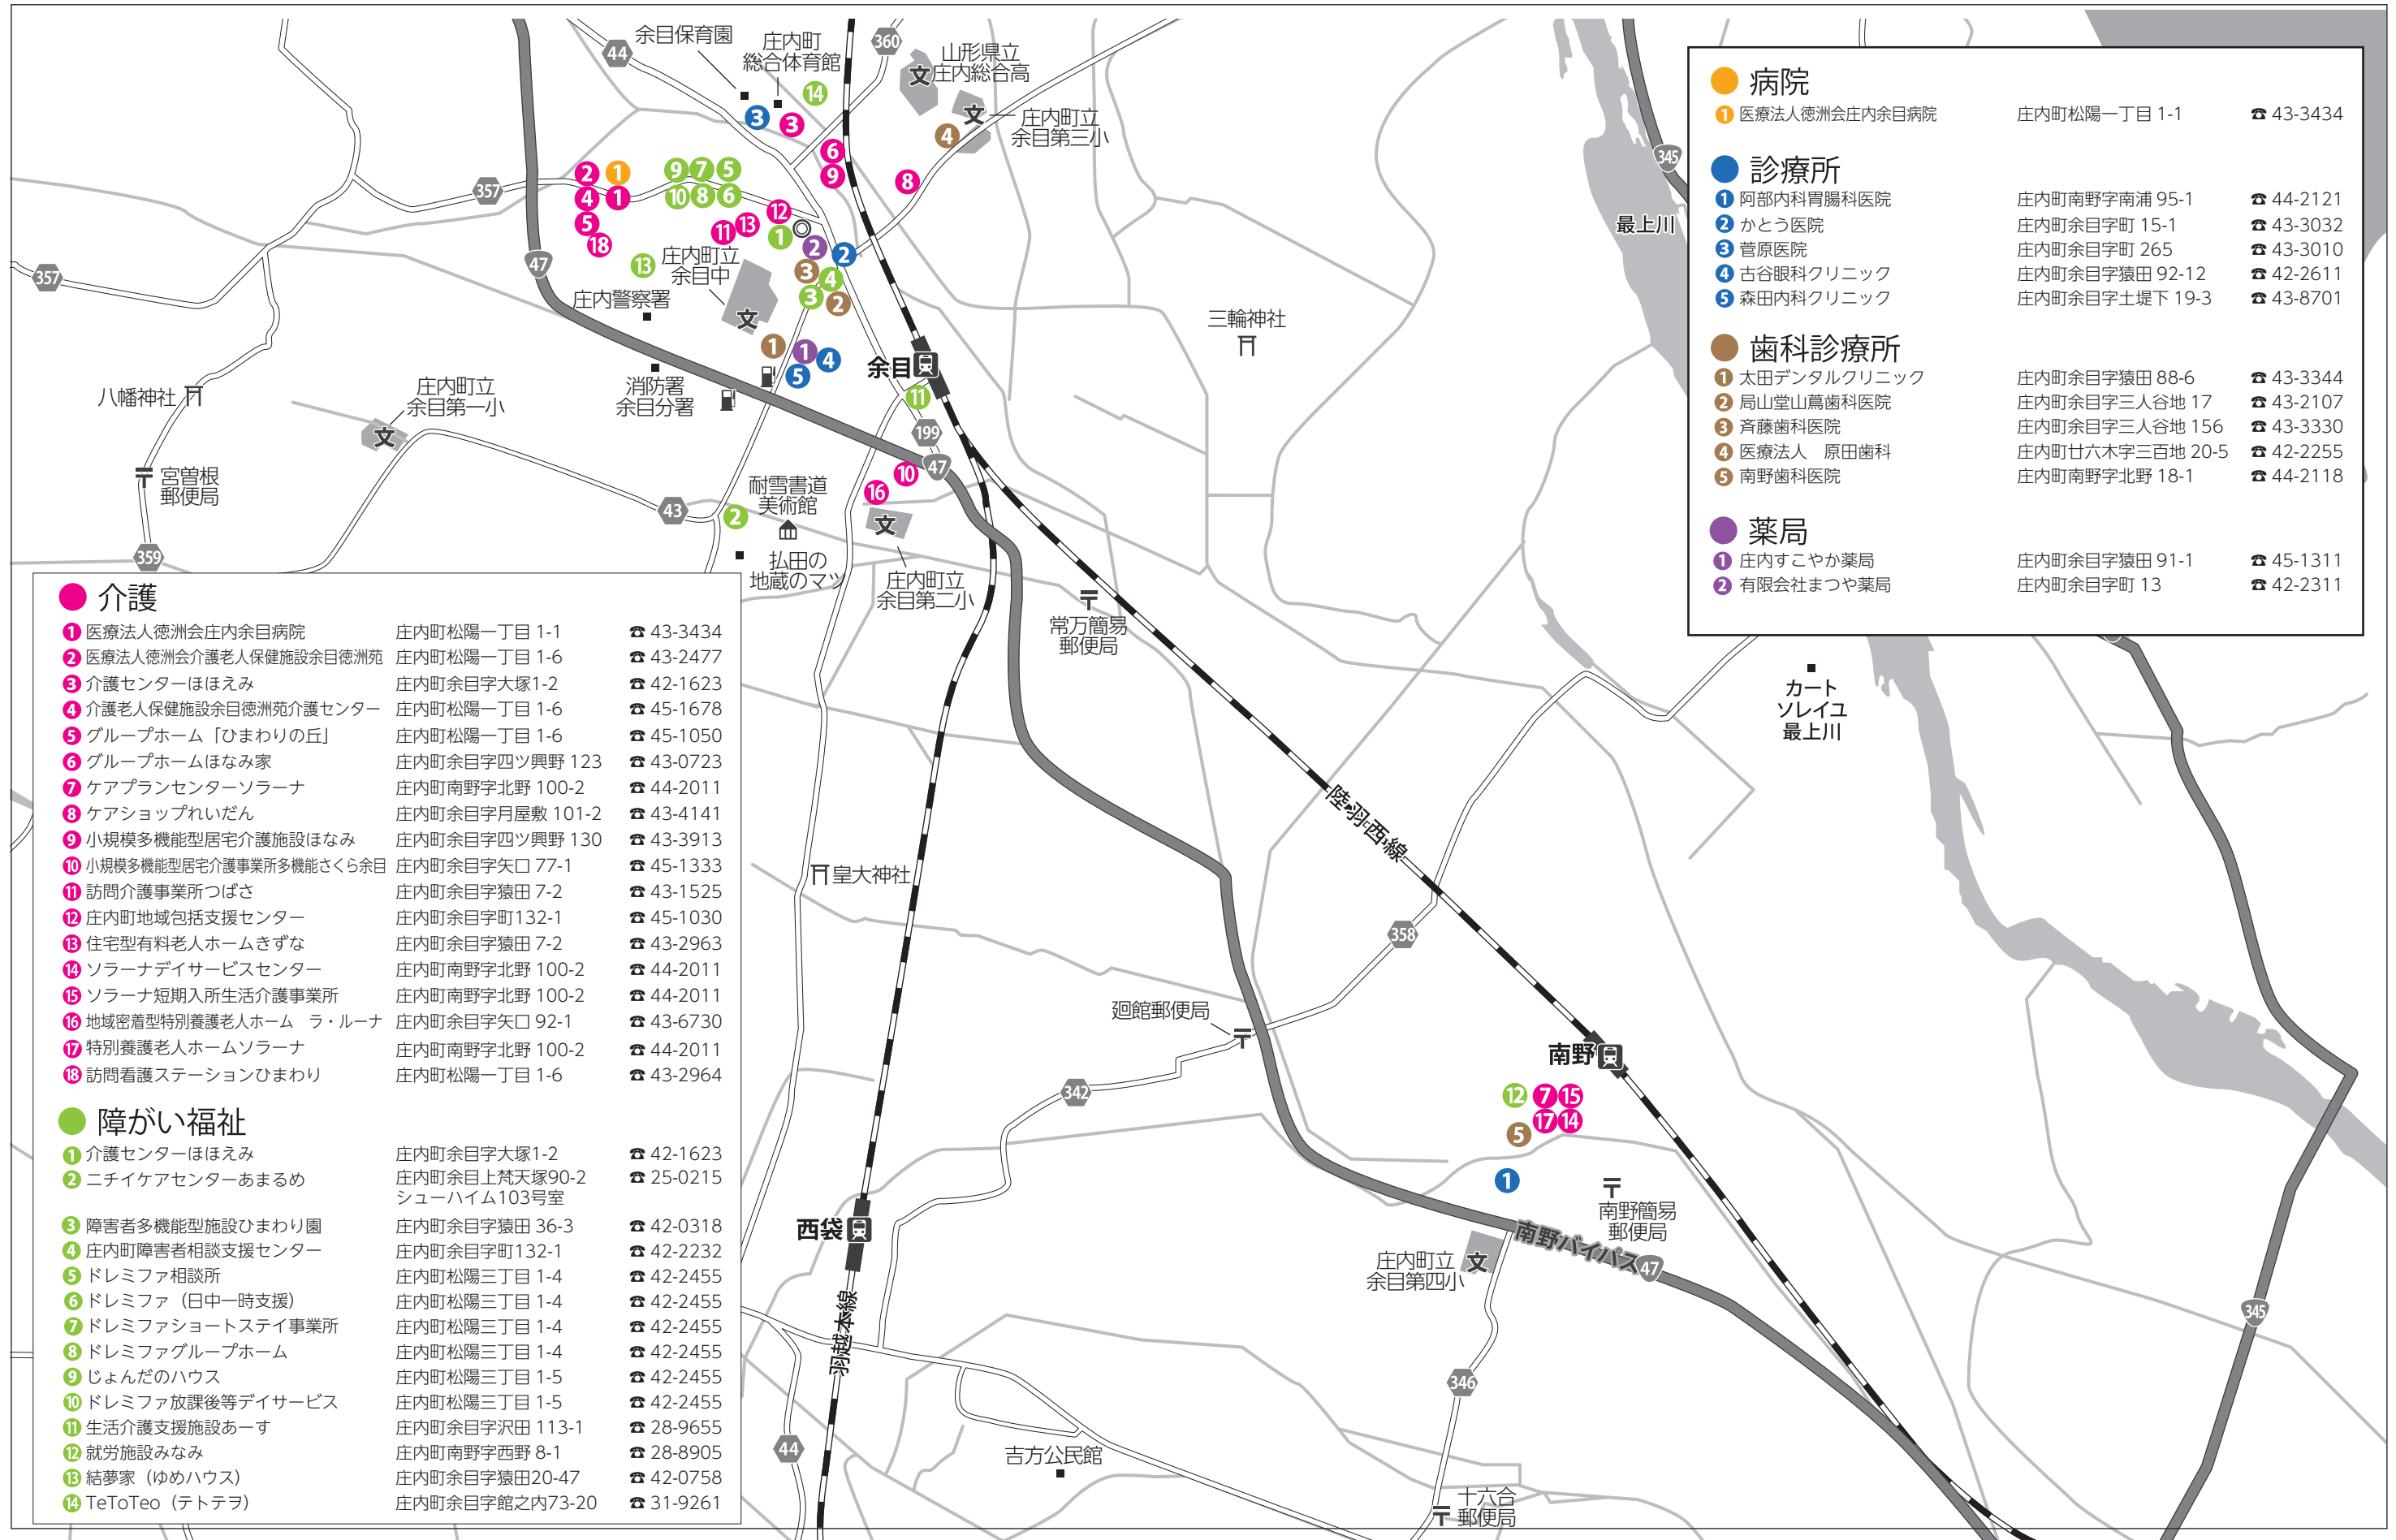 余目保育園
庄内町
総合体育館
山形県立
庄内総合高
庄内町立
余目第三小
44
360
357
357
47
345
最上川
庄内町立
余目中
庄内警察署
三輪神社
余目
消防署
余目分署
八幡神社
庄内町立
余目第一小
199
47
宮曽根
郵便局
耐雪書道
美術館
43
359
払田の
地蔵のマツ
庄内町立
余目第二小
常万簡易
郵便局
カート
ソレイユ
最上川
陸羽西線
皇大神社
358
廻館郵便局
南野
342
西袋
南野簡易
郵便局
南野バイパス
47
庄内町立
余目第四小
345
羽越本線
346
44
吉方公民館
十六合
郵便局
病院
1 医療法人徳洲会庄内余目病院 庄内町松陽一丁目 1-1 ☎ 43-3434
診療所
1 阿部内科胃腸科医院 庄内町南野字南浦 95-1 ☎ 44-2121
2 かとう医院 庄内町余目字町 15-1 ☎ 43-3032
3 菅原医院 庄内町余目字町 265 ☎ 43-3010
4 古谷眼科クリニック 庄内町余目字猿田 92-12 ☎ 42-2611
5 森田内科クリニック 庄内町余目字土堤下 19-3 ☎ 43-8701
歯科診療所
1 太田デンタルクリニック 庄内町余目字猿田 88-6 ☎ 43-3344
2 局山堂山蔦歯科医院 庄内町余目字三人谷地 17 ☎ 43-2107
3 斉藤歯科医院 庄内町余目字三人谷地 156 ☎ 43-3330
4 医療法人　原田歯科 庄内町廿六木字三百地 20-5 ☎ 42-2255
5 南野歯科医院 庄内町南野字北野 18-1 ☎ 44-2118
薬局
1 庄内すこやか薬局 庄内町余目字猿田 91-1 ☎ 45-1311
2 有限会社まつや薬局 庄内町余目字町 13 ☎ 42-2311
介護
1 医療法人徳洲会庄内余目病院 庄内町松陽一丁目 1-1 ☎ 43-3434
2 医療法人徳洲会介護老人保健施設余目徳洲苑 庄内町松陽一丁目 1-6 ☎ 43-2477
3 介護センターほほえみ 庄内町余目字大塚1-2 ☎ 42-1623
4 介護老人保健施設余目徳洲苑介護センター 庄内町松陽一丁目 1-6 ☎ 45-1678
5 グループホーム「ひまわりの丘」 庄内町松陽一丁目 1-6 ☎ 45-1050
6 グループホームほなみ家 庄内町余目字四ツ興野 123 ☎ 43-0723
7 ケアプランセンターソラーナ 庄内町南野字北野 100-2 ☎ 44-2011
8 ケアショップれいだん 庄内町余目字月屋敷 101-2 ☎ 43-4141
9 小規模多機能型居宅介護施設ほなみ 庄内町余目字四ツ興野 130 ☎ 43-3913
10 小規模多機能型居宅介護事業所多機能さくら余目 庄内町余目字矢口 77-1 ☎ 45-1333
11 訪問介護事業所つばさ 庄内町余目字猿田 7-2 ☎ 43-1525
12 庄内町地域包括支援センター 庄内町余目字町132-1 ☎ 45-1030
13 住宅型有料老人ホームきずな 庄内町余目字猿田 7-2 ☎ 43-2963
14 ソラーナデイサービスセンター 庄内町南野字北野 100-2 ☎ 44-2011
15 ソラーナ短期入所生活介護事業所 庄内町南野字北野 100-2 ☎ 44-2011
16 地域密着型特別養護老人ホーム　ラ・ルーナ 庄内町余目字矢口 92-1 ☎ 43-6730
17 特別養護老人ホームソラーナ 庄内町南野字北野 100-2 ☎ 44-2011
18 訪問看護ステーションひまわり 庄内町松陽一丁目 1-6 ☎ 43-2964
障がい福祉
1 介護センターほほえみ 庄内町余目字大塚1-2 ☎ 42-1623
2 ニチイケアセンターあまるめ 庄内町余目上梵天塚90-2 ☎ 25-0215
シューハイム103号室
3 障害者多機能型施設ひまわり園 庄内町余目字猿田 36-3 ☎ 42-0318
4 庄内町障害者相談支援センター 庄内町余目字町132-1 ☎ 42-2232
5 ドレミファ相談所 庄内町松陽三丁目 1-4 ☎ 42-2455
6 ドレミファ（日中一時支援） 庄内町松陽三丁目 1-4 ☎ 42-2455
7 ドレミファショートステイ事業所 庄内町松陽三丁目 1-4 ☎ 42-2455
8 ドレミファグループホーム 庄内町松陽三丁目 1-4 ☎ 42-2455
9 じょんだのハウス 庄内町松陽三丁目 1-5 ☎ 42-2455
10 ドレミファ放課後等デイサービス 庄内町松陽三丁目 1-5 ☎ 42-2455
11 生活介護支援施設あーす 庄内町余目字沢田 113-1 ☎ 28-9655
12 就労施設みなみ 庄内町南野字西野 8-1 ☎ 28-8905
13 結夢家（ゆめハウス） 庄内町余目字猿田20-47 ☎ 42-0758
14 TeToTeo（テトテヲ） 庄内町余目字館之内73-20 ☎ 31-9261